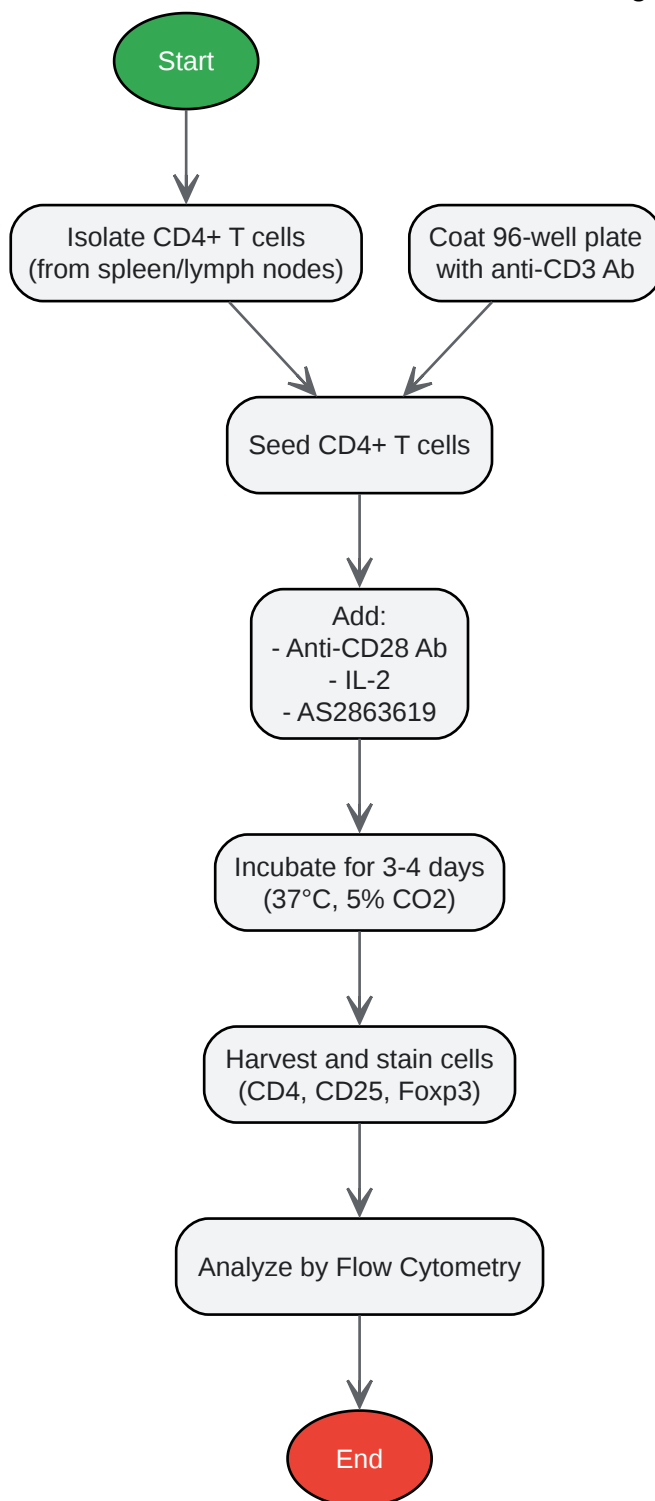 Start
Isolate CD4+ T cells
(from spleen/lymph nodes)
Coat 96-well plate
with anti-CD3 Ab
Seed CD4+ T cells
Add:
- Anti-CD28 Ab
- IL-2
- AS2863619
Incubate for 3-4 days
(37°C, 5% CO2)
Harvest and stain cells
(CD4, CD25, Foxp3)
Analyze by Flow Cytometry
End